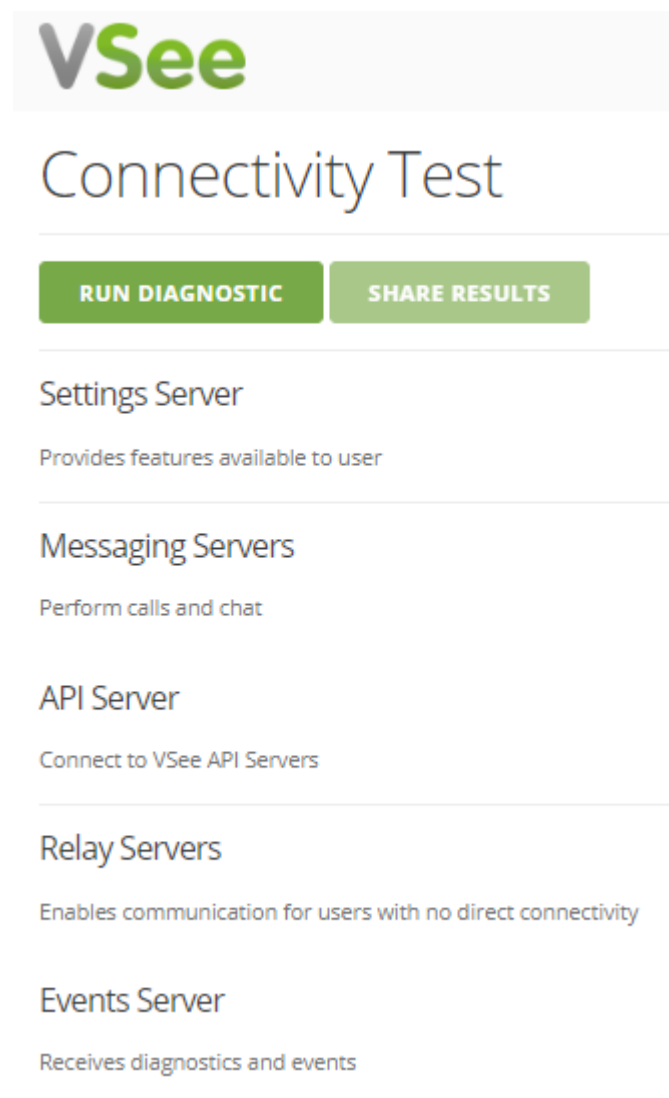 VSee
Connectivity Test
RUN DIAGNOSTIC SHARE RESULTS
Settings Server
Provides features available to user
Messaging Servers
Perform calls and chat
API Server
Connect to VSee API Servers
Relay Servers
Enables communication for users with no direct connectivity
Events Server
Receives diagnostics and events